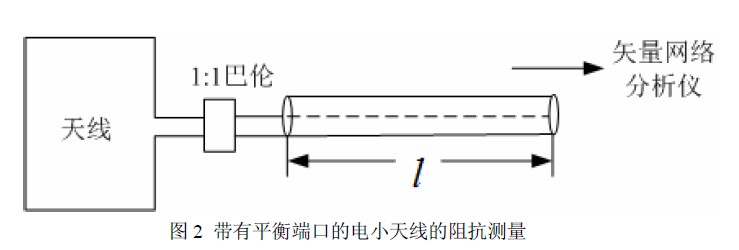 天线
1:1巴伦
矢量网络
分析仪
l
图 2 带有平衡端口的电小天线的阻抗测量